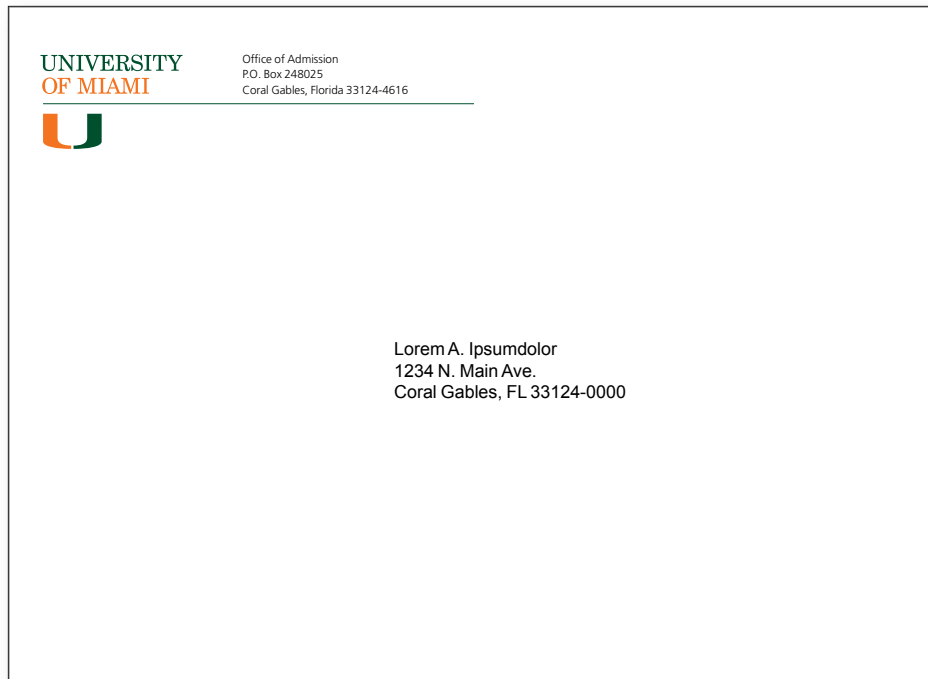 UNIVERSITY
OF MIAMI
Office of Admission
P.O. Box 248025
Coral Gables, Florida 33124-4616
Lorem A. Ipsumdolor
1234 N. Main Ave.
Coral Gables, FL 33124-0000